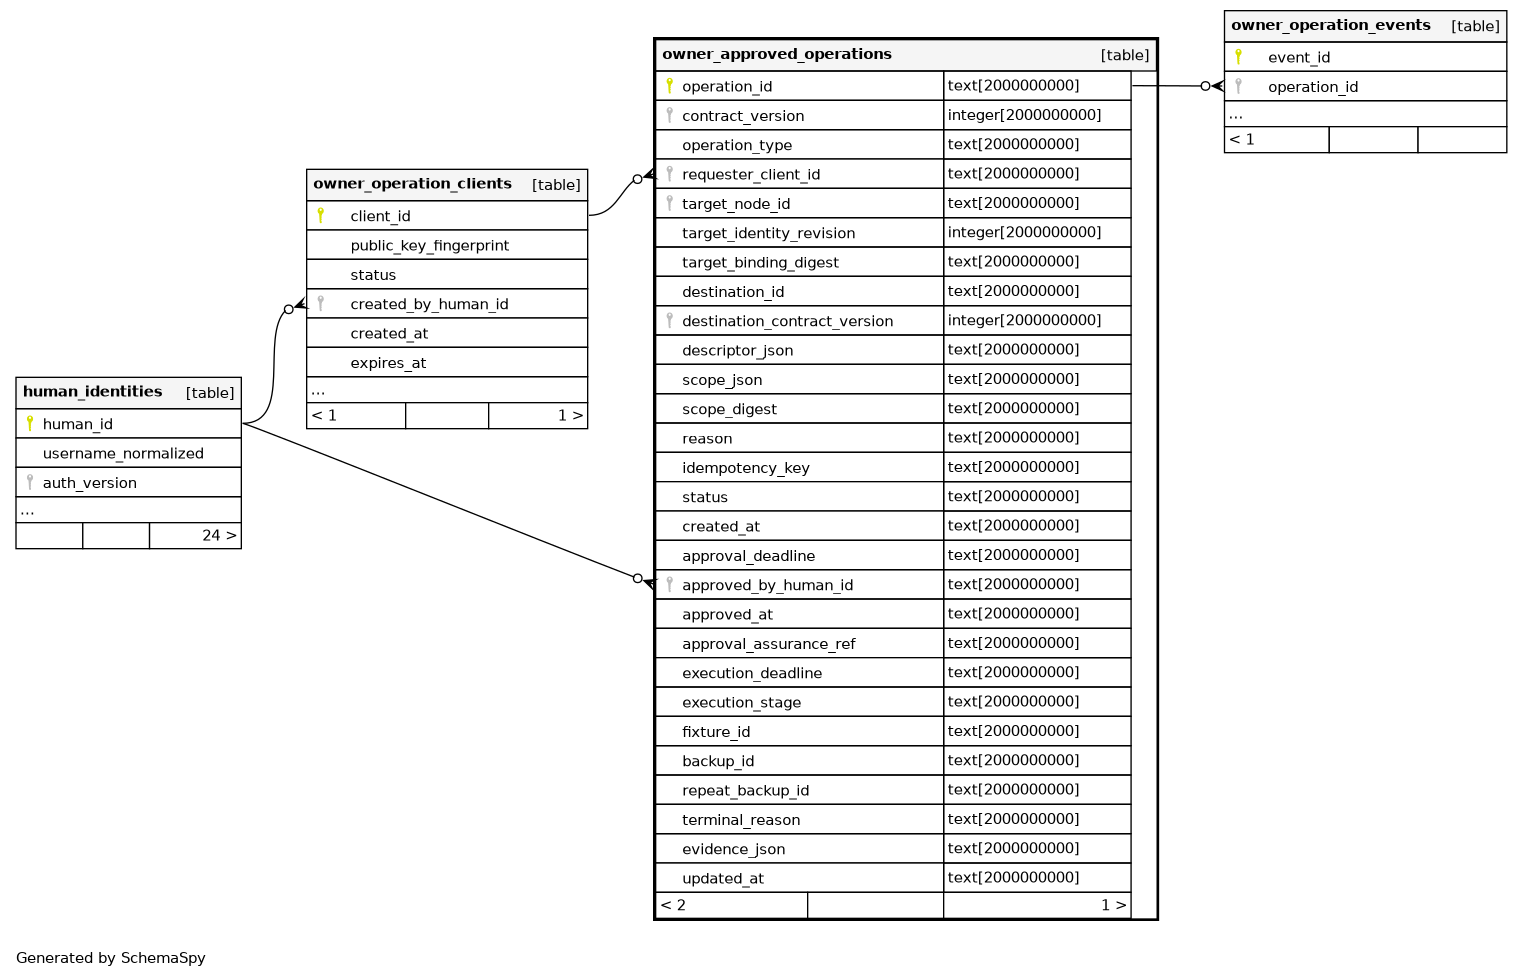 human_identities [table]
human_id
username_normalized
auth_version
...
24 >
owner_operation_clients [table]
client_id
public_key_fingerprint
status
created_by_human_id
created_at
expires_at
...
< 1 1 >
owner_approved_operations [table]
operation_id text[2000000000]
contract_version integer[2000000000]
operation_type text[2000000000]
requester_client_id text[2000000000]
target_node_id text[2000000000]
target_identity_revision integer[2000000000]
target_binding_digest text[2000000000]
destination_id text[2000000000]
destination_contract_version integer[2000000000]
descriptor_json text[2000000000]
scope_json text[2000000000]
scope_digest text[2000000000]
reason text[2000000000]
idempotency_key text[2000000000]
status text[2000000000]
created_at text[2000000000]
approval_deadline text[2000000000]
approved_by_human_id text[2000000000]
approved_at text[2000000000]
approval_assurance_ref text[2000000000]
execution_deadline text[2000000000]
execution_stage text[2000000000]
fixture_id text[2000000000]
backup_id text[2000000000]
repeat_backup_id text[2000000000]
terminal_reason text[2000000000]
evidence_json text[2000000000]
updated_at text[2000000000]
< 2 1 >
owner_operation_events [table]
event_id
operation_id
...
< 1
Generated by SchemaSpy